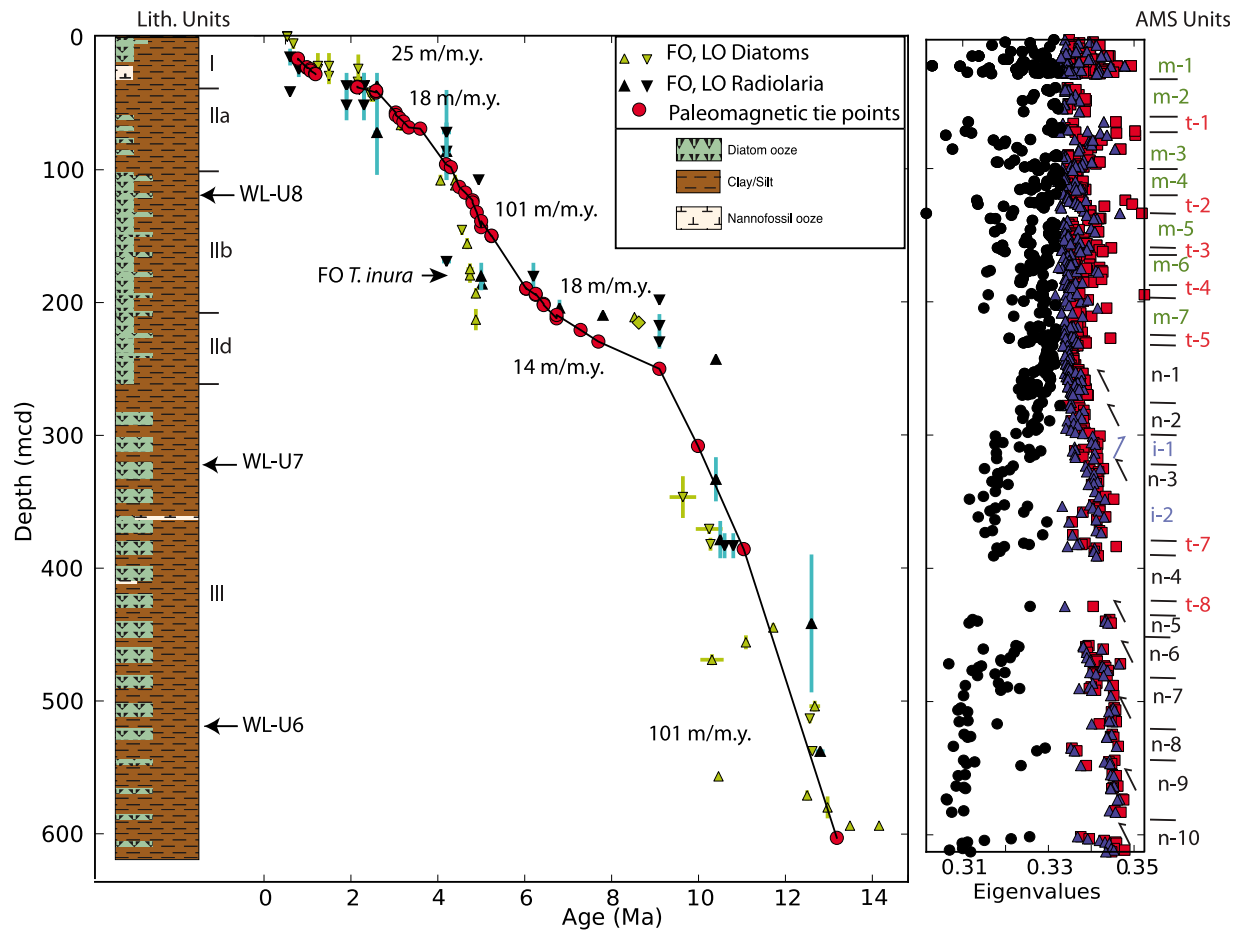 Lith. Units
AMS Units
0
100
200
300
400
500
600
Depth (mcd)
I
IIa
IIb
IId
III
WL-U8
WL-U7
WL-U6
FO T. inura
25 m/m.y.
18 m/m.y.
101 m/m.y.
18 m/m.y.
14 m/m.y.
101 m/m.y.
FO, LO Diatoms
FO, LO Radiolaria
Paleomagnetic tie points
Diatom ooze
Clay/Silt
Nannofossil ooze
0 2 4 6 8 10 12 14
Age (Ma)
m-1
m-2
t-1
m-3
m-4
t-2
m-5
t-3
m-6
t-4
m-7
t-5
n-1
n-2
i-1
n-3
i-2
t-7
n-4
t-8
n-5
n-6
n-7
n-8
n-9
n-10
0.31 0.33 0.35
Eigenvalues